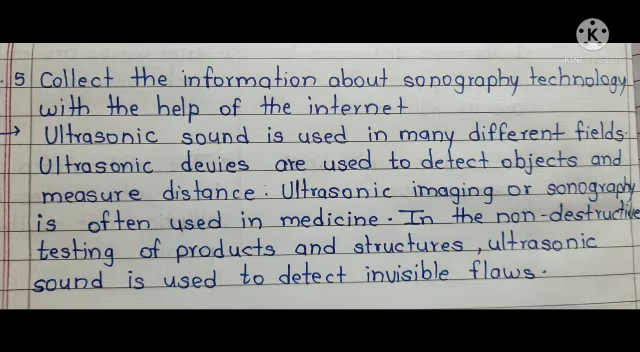 5 Collect the information about sonography technology
with the help of the internet
→ Ultrasonic sound is used in many different fields.
Ultrasonic devies are used to detect objects and
measure distance. Ultrasonic imaging or sonography
is often used in medicine. In the non-destructive
testing of products and structures, ultrasonic
sound is used to detect invisible flaws.